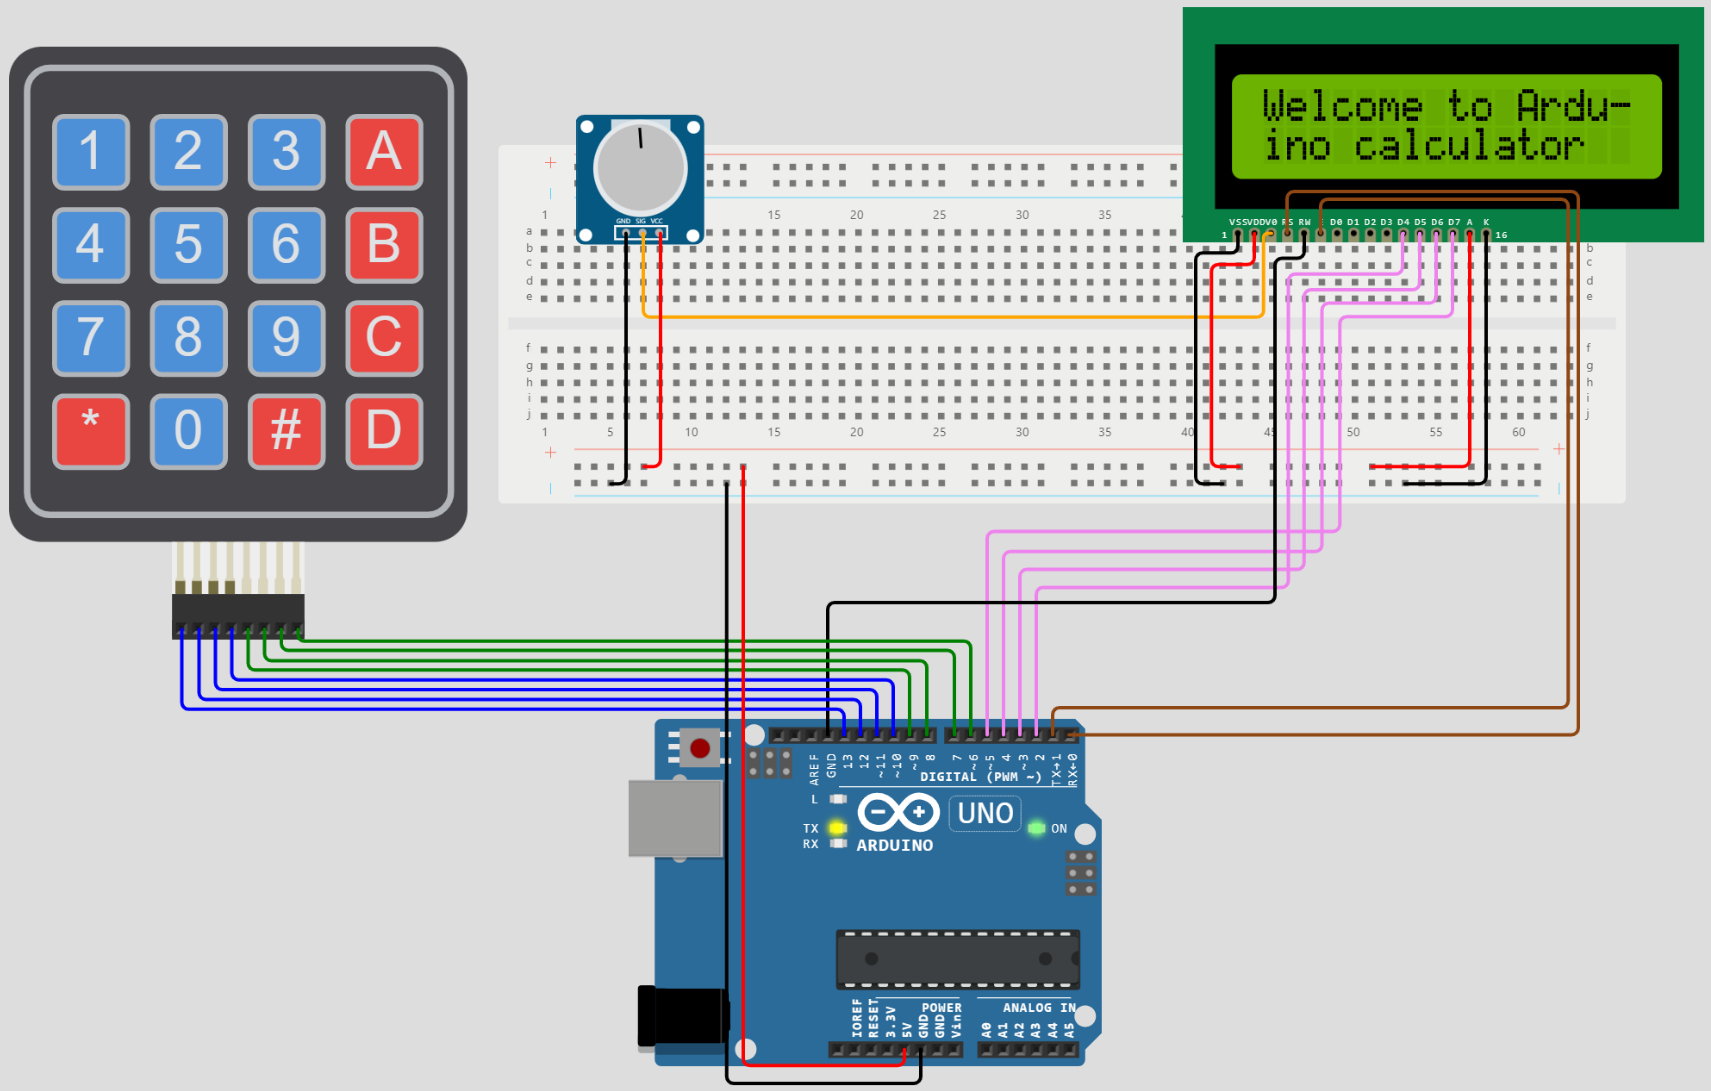 Welcome to Ardu-
ino calculator
1 2 3 A
4 5 6 B
7 8 9 C
* 0 # D
GND SIG VCC
VSS VDD V0 RS RW D0 D1 D2 D3 D4 D5 D6 D7 A K
1 16
+
1 15 20 25 30 35
a
b b
c c
d d
e e
f f
g g
h h
i i
j j
1 5 10 15 20 25 30 35 40 45 50 55 60
+ +
AREF GND 13 12 ~11 ~10 ~9 8 7 ~6 ~5 4 ~3 2 TX→1 RX←0
DIGITAL (PWM ~)
L
TX
RX
UNO
ON
ARDUINO
POWER
ANALOG IN
IOREF RESET 3.3V 5V GND GND Vin A0 A1 A2 A3 A4 A5